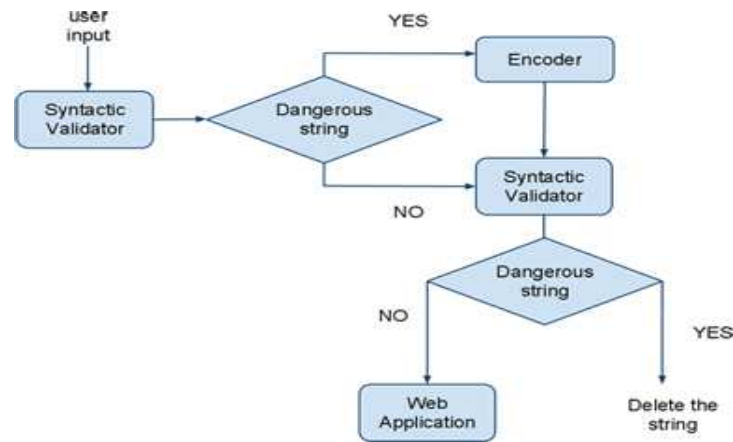 user
input
YES
Encoder
Syntactic
Validator
Dangerous
string
Syntactic
Validator
NO
Dangerous
string
NO
YES
Web
Application
Delete the
string